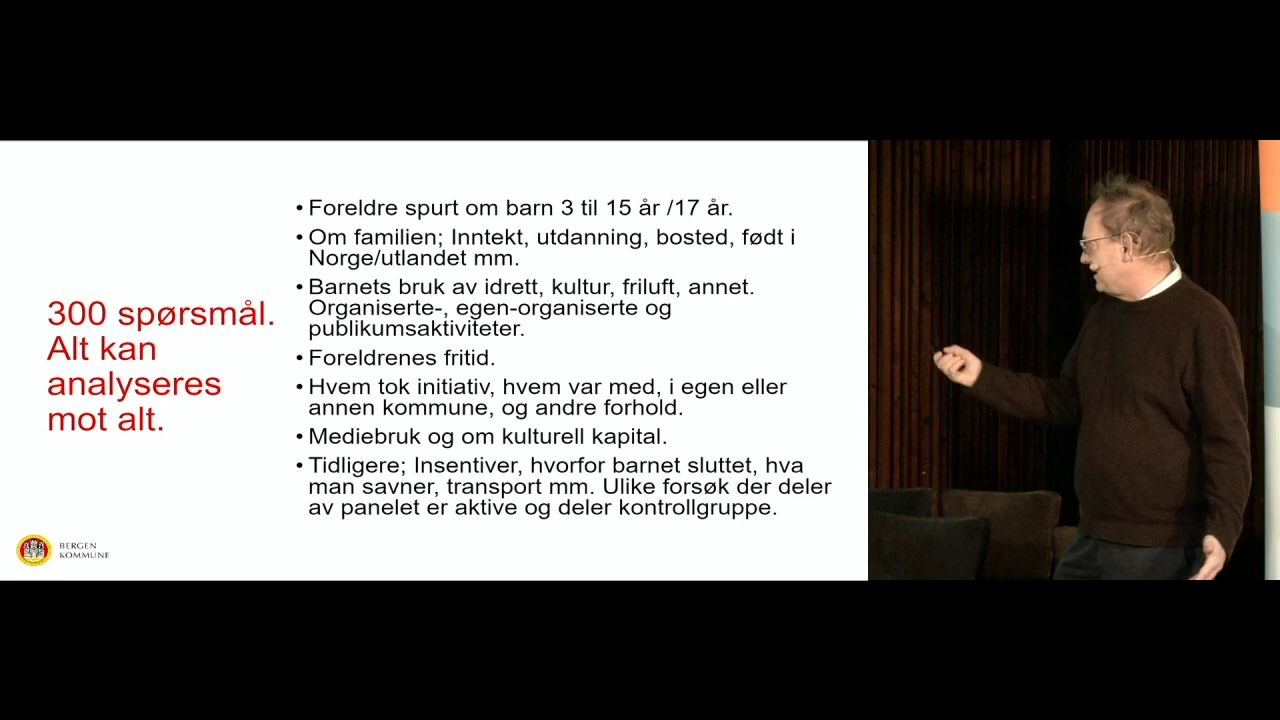 300 spørsmål.
Alt kan
analyseres
mot alt.
• Foreldre spurt om barn 3 til 15 år /17 år.
• Om familien; Inntekt, utdanning, bosted, født i
Norge/utlandet mm.
• Barnets bruk av idrett, kultur, friluft, annet.
Organiserte-, egen-organiserte og
publikumsaktiviteter.
• Foreldrenes fritid.
• Hvem tok initiativ, hvem var med, i egen eller
annen kommune, og andre forhold.
• Mediebruk og om kulturell kapital.
• Tidligere; Insentiver, hvorfor barnet sluttet, hva
man savner, transport mm. Ulike forsøk der deler
av panelet er aktive og deler kontrollgruppe.
BERGEN
KOMMUNE